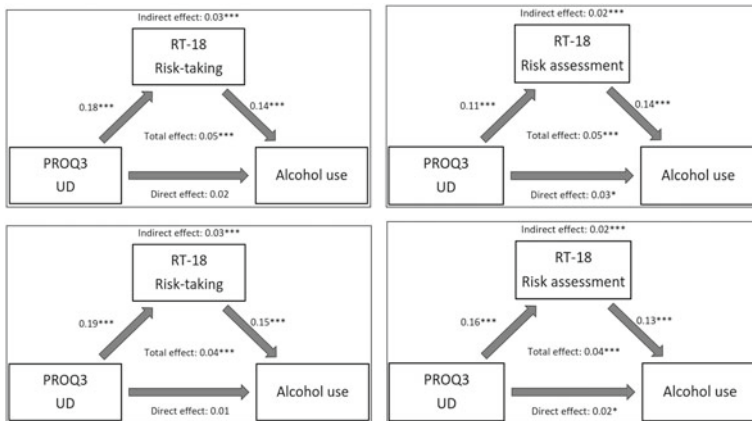 Indirect effect: 0.03***
RT-18
Risk-taking
0.18***
0.14***
Total effect: 0.05***
PROQ3
UD
Alcohol use
Direct effect: 0.02
Indirect effect: 0.02***
RT-18
Risk assessment
0.11***
0.14***
Total effect: 0.05***
PROQ3
UD
Alcohol use
Direct effect: 0.03*
Indirect effect: 0.03***
RT-18
Risk-taking
0.19***
0.15***
Total effect: 0.04***
PROQ3
UD
Alcohol use
Direct effect: 0.01
Indirect effect: 0.02***
RT-18
Risk assessment
0.16***
0.13***
Total effect: 0.04***
PROQ3
UD
Alcohol use
Direct effect: 0.02*